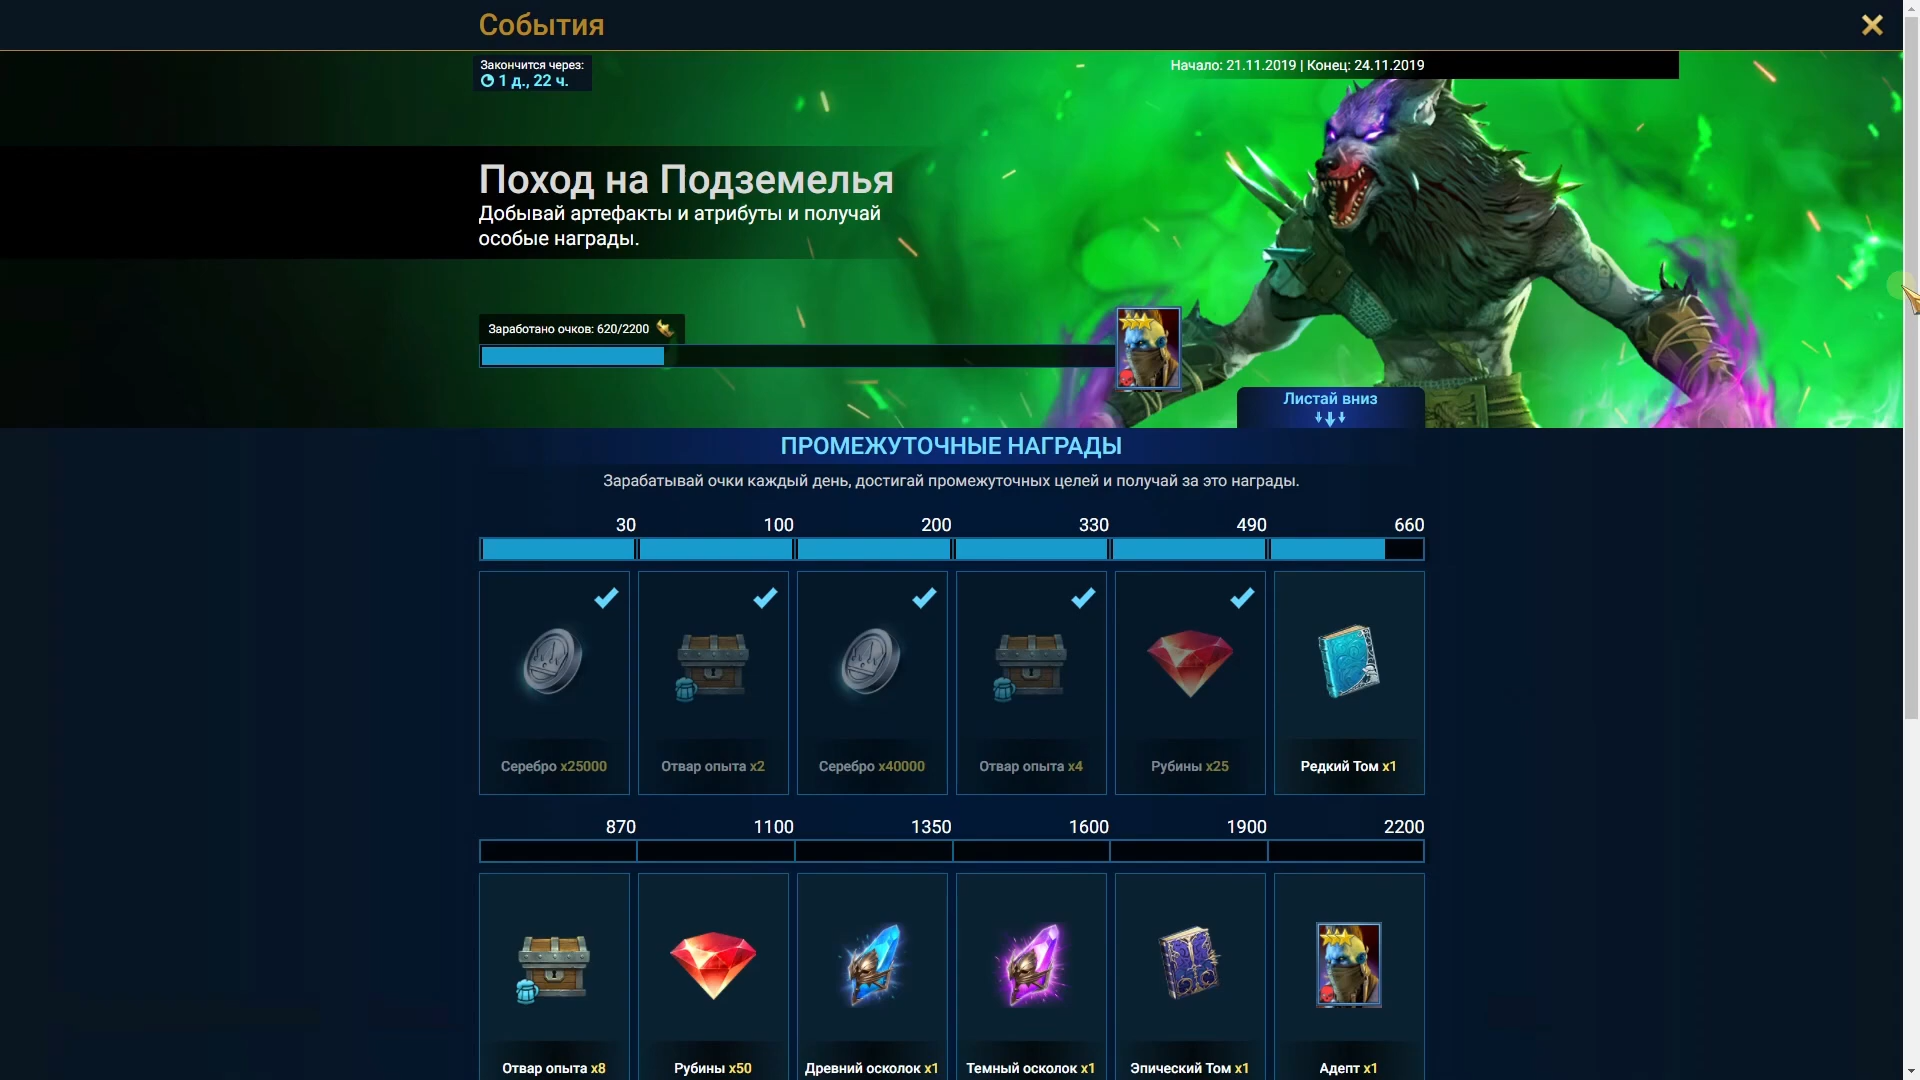 События
Закончится через:
1 д., 22 ч.
Начало: 21.11.2019 | Конец: 24.11.2019
Поход на Подземелья
Добывай артефакты и атрибуты и получай
особые награды.
Заработано очков: 620/2200
Листай вниз
ПРОМЕЖУТОЧНЫЕ НАГРАДЫ
Зарабатывай очки каждый день, достигай промежуточных целей и получай за это награды.
30 100 200 330 490 660
Серебро x25000 Отвар опыта x2 Серебро x40000 Отвар опыта x4 Рубины x25 Редкий Том x1
870 1100 1350 1600 1900 2200
Отвар опыта x8 Рубины x50 Древний осколок x1 Темный осколок x1 Эпический Том x1 Адепт x1